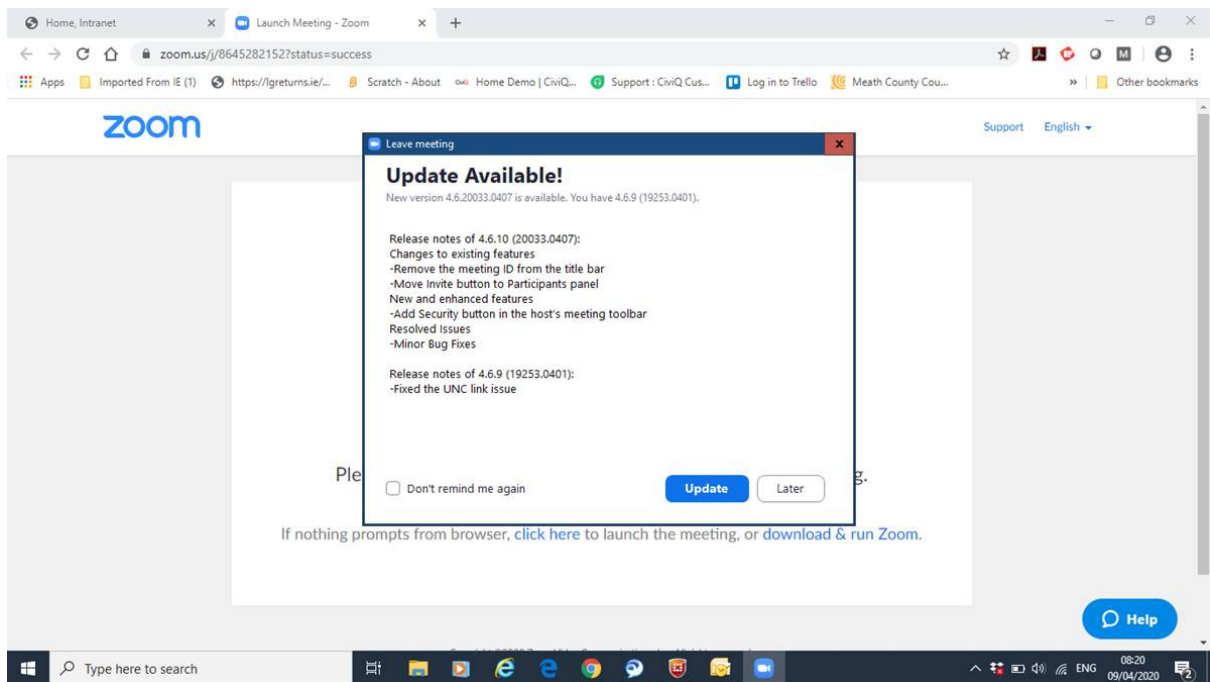 Home, Intranet
Launch Meeting - Zoom
zoom.us/j/8645282152?status=success
Apps Imported From IE (1) https://lgreturns.ie/... Scratch - About Home Demo | CiviQ... Support : CiviQ Cus... Log in to Trello Meath County Cou... » Other bookmarks
zoom
Support English
Leave meeting
Update Available!
New version 4.6.20033.0407 is available. You have 4.6.9 (19253.0401).
Release notes of 4.6.10 (20033.0407):
Changes to existing features
-Remove the meeting ID from the title bar
-Move Invite button to Participants panel
New and enhanced features
-Add Security button in the host's meeting toolbar
Resolved Issues
-Minor Bug Fixes
Release notes of 4.6.9 (19253.0401):
-Fixed the UNC link issue
Ple g.
Don't remind me again Update Later
If nothing prompts from browser, click here to launch the meeting, or download & run Zoom.
Help
Type here to search
ENG
08:20
09/04/2020